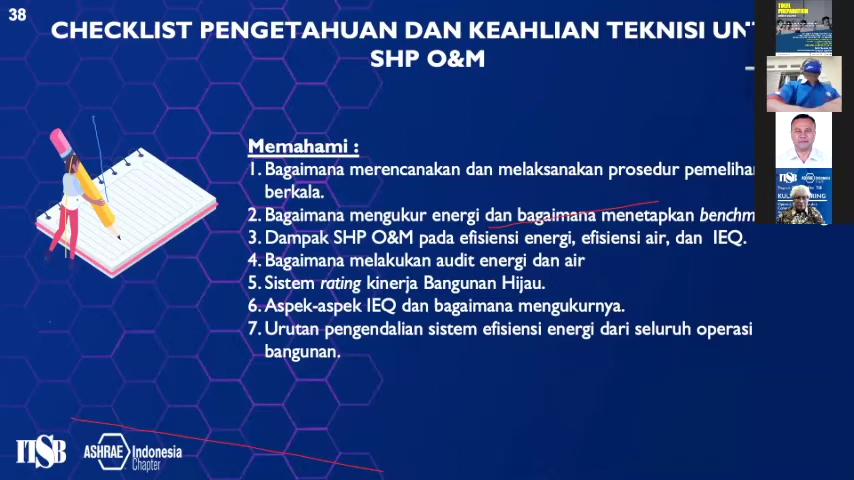 38
CHECKLIST PENGETAHUAN DAN KEAHLIAN TEKNISI UNT
SHP O&M
Memahami :
1. Bagaimana merencanakan dan melaksanakan prosedur pemelihar
berkala.
2. Bagaimana mengukur energi dan bagaimana menetapkan benchm
3. Dampak SHP O&M pada efisiensi energi, efisiensi air, dan IEQ.
4. Bagaimana melakukan audit energi dan air
5. Sistem rating kinerja Bangunan Hijau.
6. Aspek-aspek IEQ dan bagaimana mengukurnya.
7. Urutan pengendalian sistem efisiensi energi dari seluruh operasi
bangunan.
ITSB
ASHRAE Indonesia
Chapter
TOEFL
PREPARATION
ITSB